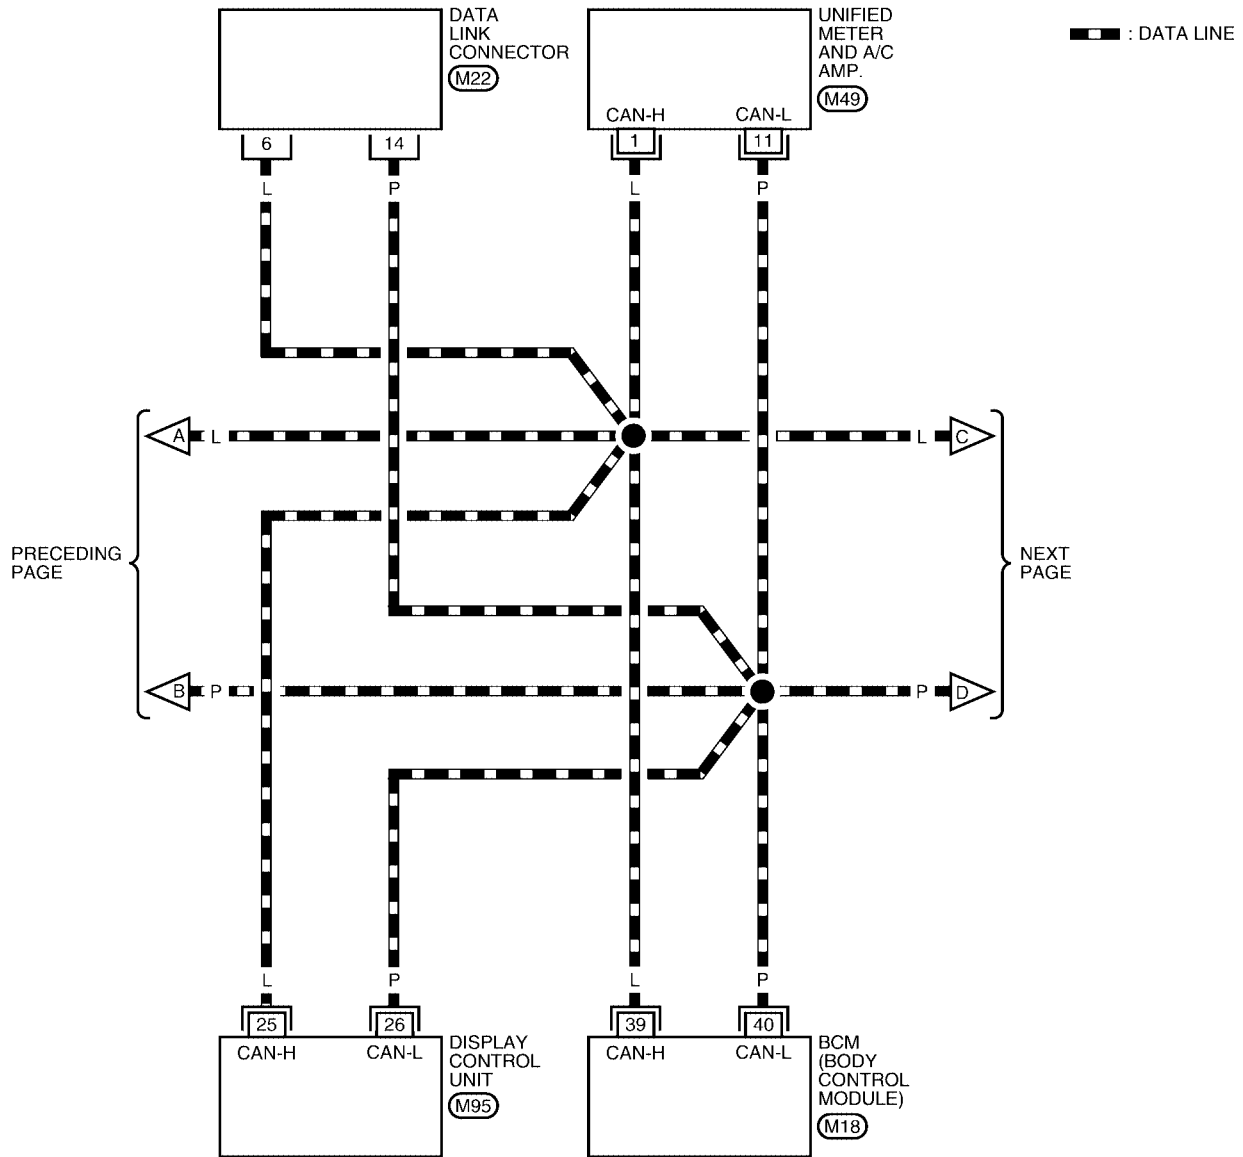 DATA
LINK
CONNECTOR
M22
UNIFIED
METER
AND A/C
AMP.
M49
: DATA LINE
CAN-H
CAN-L
6
14
1
11
L
P
L
P
A
L
L
C
PRECEDING
PAGE
NEXT
PAGE
B
P
P
D
L
P
L
P
25
26
39
40
CAN-H
CAN-L
DISPLAY
CONTROL
UNIT
M95
CAN-H
CAN-L
BCM
(BODY
CONTROL
MODULE)
M18